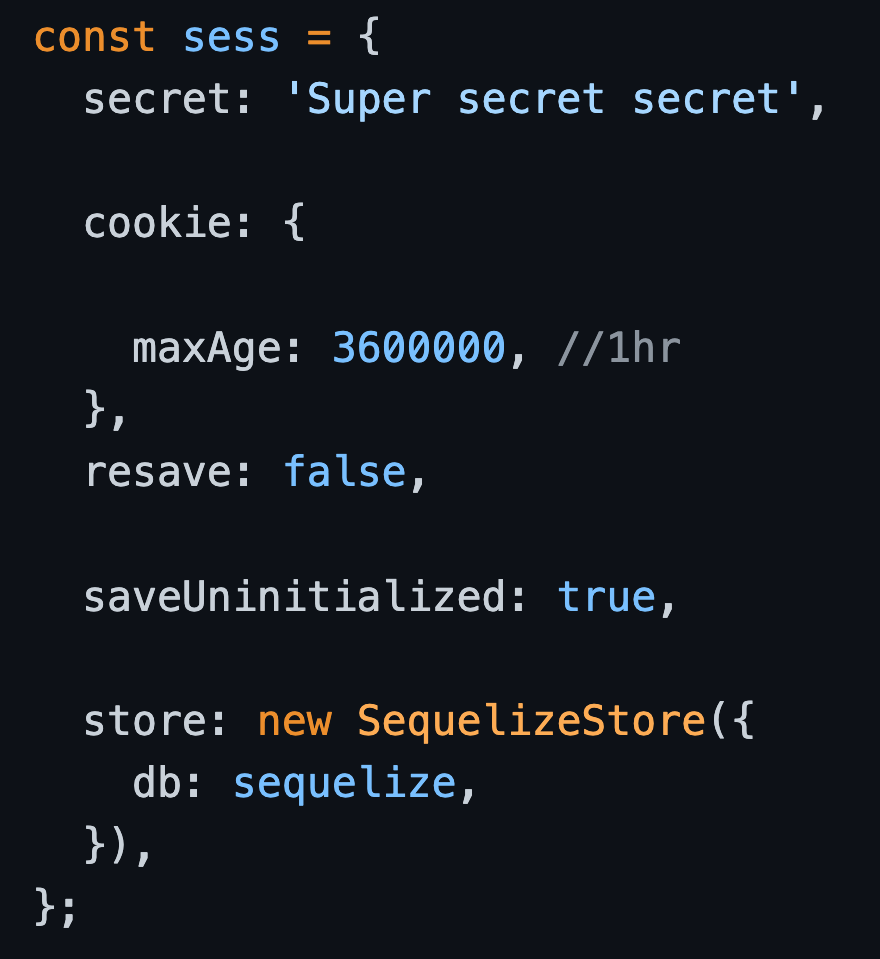 const sess = {
  secret: 'Super secret secret',
  cookie: {
    maxAge: 3600000, //1hr
  },
  resave: false,
  saveUninitialized: true,
  store: new SequelizeStore({
    db: sequelize,
  }),
};